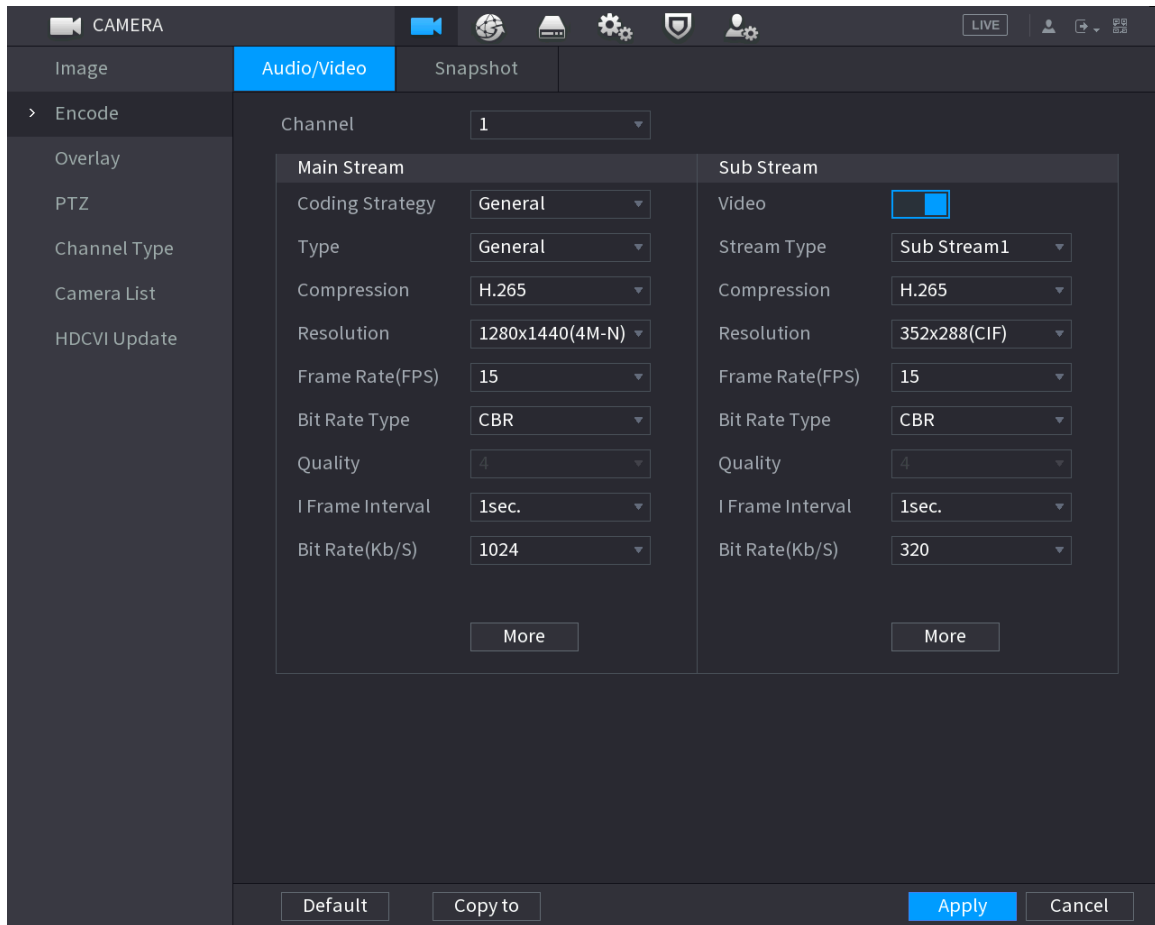 CAMERA
LIVE
Image
Encode
Overlay
PTZ
Channel Type
Camera List
HDCVI Update
Audio/Video
Snapshot
Channel 1
Main Stream
Coding Strategy General
Type General
Compression H.265
Resolution 1280x1440(4M-N)
Frame Rate(FPS) 15
Bit Rate Type CBR
Quality 4
I Frame Interval 1sec.
Bit Rate(Kb/S) 1024
More
Sub Stream
Video
Stream Type Sub Stream1
Compression H.265
Resolution 352x288(CIF)
Frame Rate(FPS) 15
Bit Rate Type CBR
Quality 4
I Frame Interval 1sec.
Bit Rate(Kb/S) 320
More
Default
Copy to
Apply
Cancel